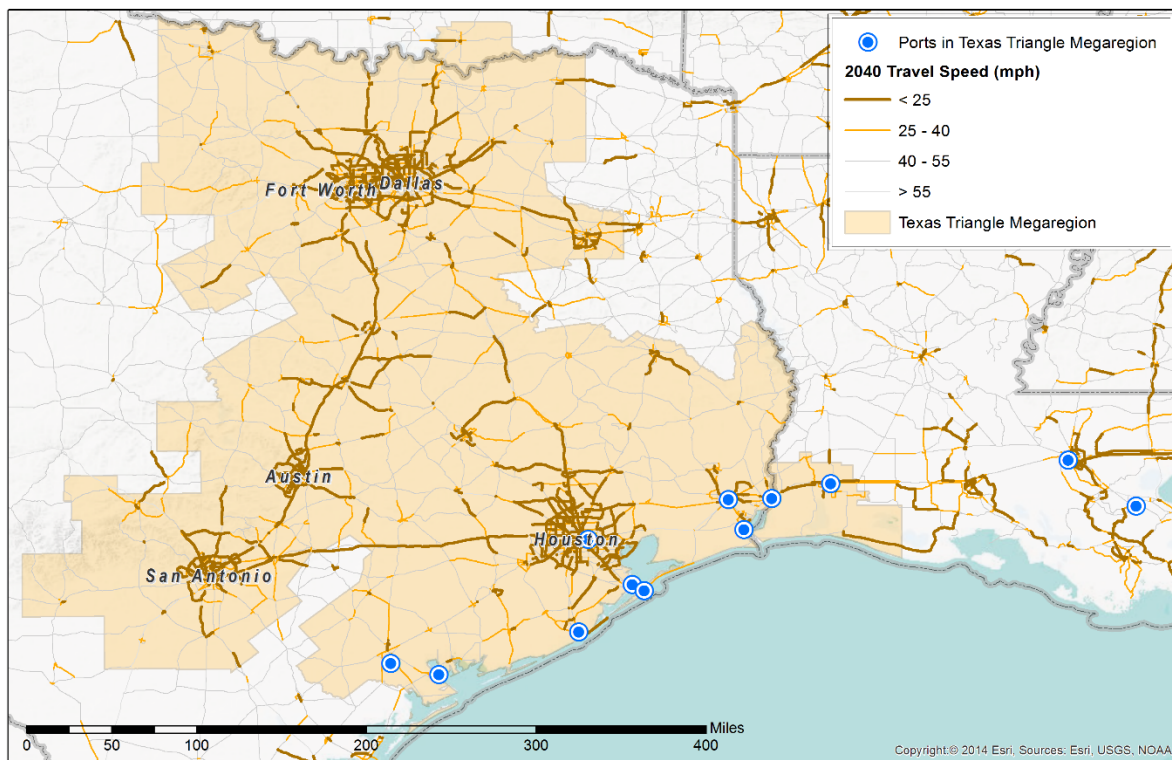 Ports in Texas Triangle Megaregion
2040 Travel Speed (mph)
< 25
25 - 40
40 - 55
> 55
Texas Triangle Megaregion
Fort Worth
Dallas
Austin
Houston
San Antonio
Miles
0 50 100 200 300 400
Copyright:© 2014 Esri, Sources: Esri, USGS, NOAA